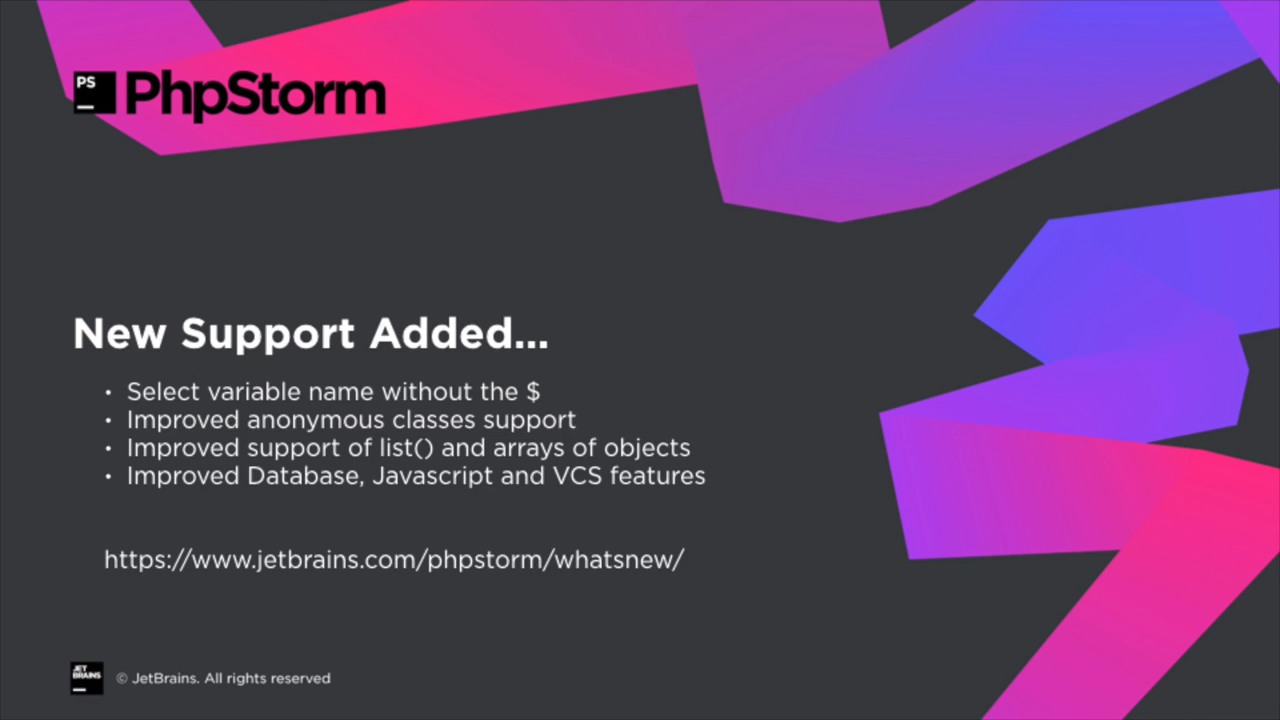 PS
PhpStorm
New Support Added...
• Select variable name without the $
• Improved anonymous classes support
• Improved support of list() and arrays of objects
• Improved Database, Javascript and VCS features
https://www.jetbrains.com/phpstorm/whatsnew/
JET
BRAINS
© JetBrains. All rights reserved